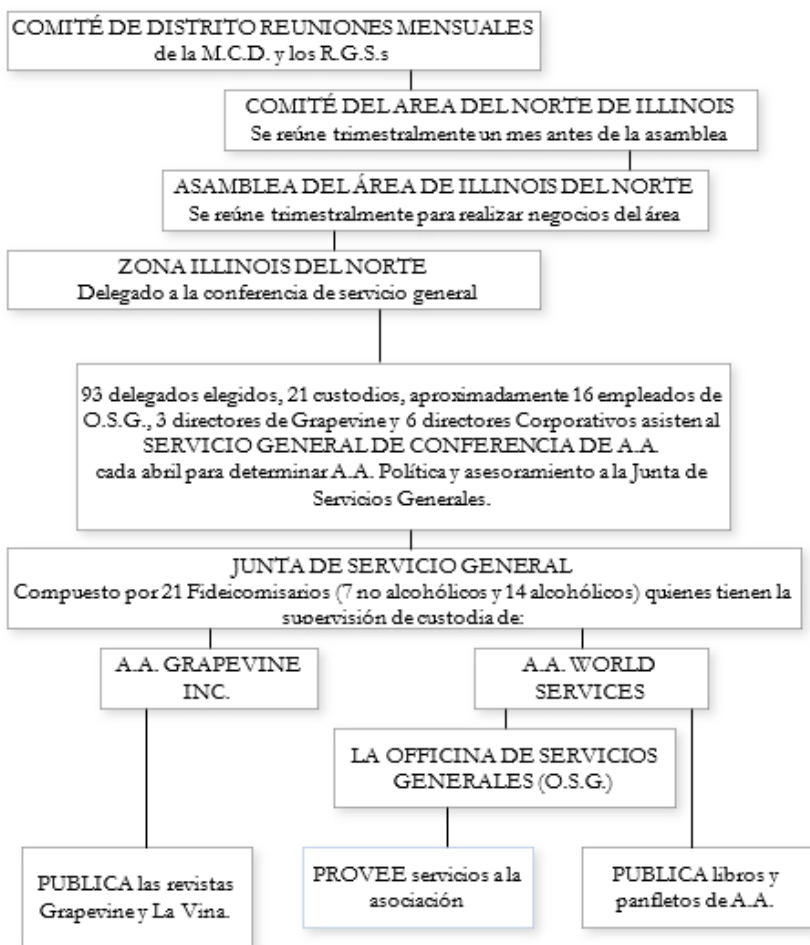 COMITÉ DE DISTRITO REUNIONES MENSUALES
de la M.C.D. y los R.G.S.s
COMITÉ DEL AREA DEL NORTE DE ILLINOIS
Se reúne trimestralmente un mes antes de la asamblea
ASAMBLEA DEL ÁREA DE ILLINOIS DEL NORTE
Se reúne trimestralmente para realizar negocios del área
ZONA ILLINOIS DEL NORTE
Delegado a la conferencia de servicio general
93 delegados elegidos, 21 custodios, aproximadamente 16 empleados de
O.S.G., 3 directores de Grapevine y 6 directores Corporativos asisten al
SERVICIO GENERAL DE CONFERENCIA DE A.A.
cada abril para determinar A.A. Política y asesoramiento a la Junta de
Servicios Generales.
JUNTA DE SERVICIO GENERAL
Compuesto por 21 Fideicomisarios (7 no alcohólicos y 14 alcohólicos) quienes tienen la
supervisión de custodia de:
A.A. GRAPEVINE
INC.
A.A. WORLD
SERVICES
LA OFFICINA DE SERVICIOS
GENERALES (O.S.G.)
PUBLICA las revistas
Grapevine y La Vina.
PROVEE servicios a la
asociación
PUBLICA libros y
panfletos de A.A.